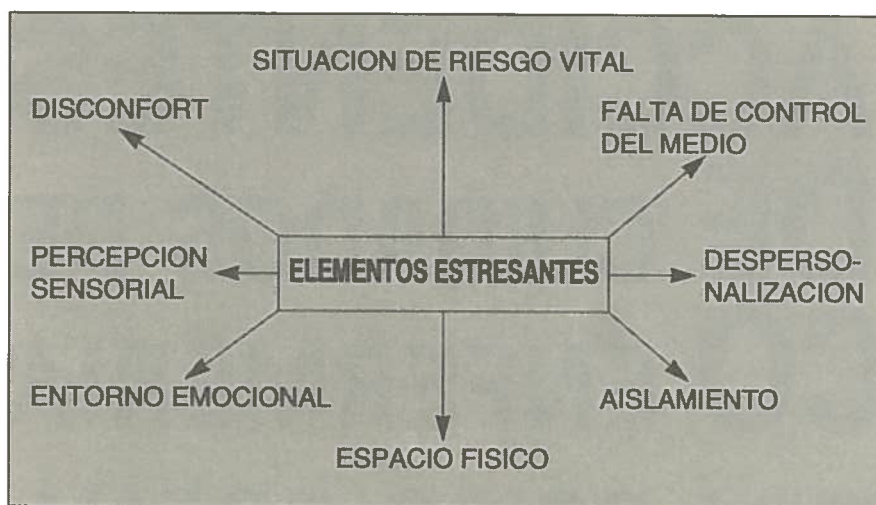 SITUACION DE RIESGO VITAL
DISCONFORT
FALTA DE CONTROL
DEL MEDIO
PERCEPCION
SENSORIAL
ELEMENTOS ESTRESANTES
DESPERSO-
NALIZACION
ENTORNO EMOCIONAL
AISLAMIENTO
ESPACIO FISICO